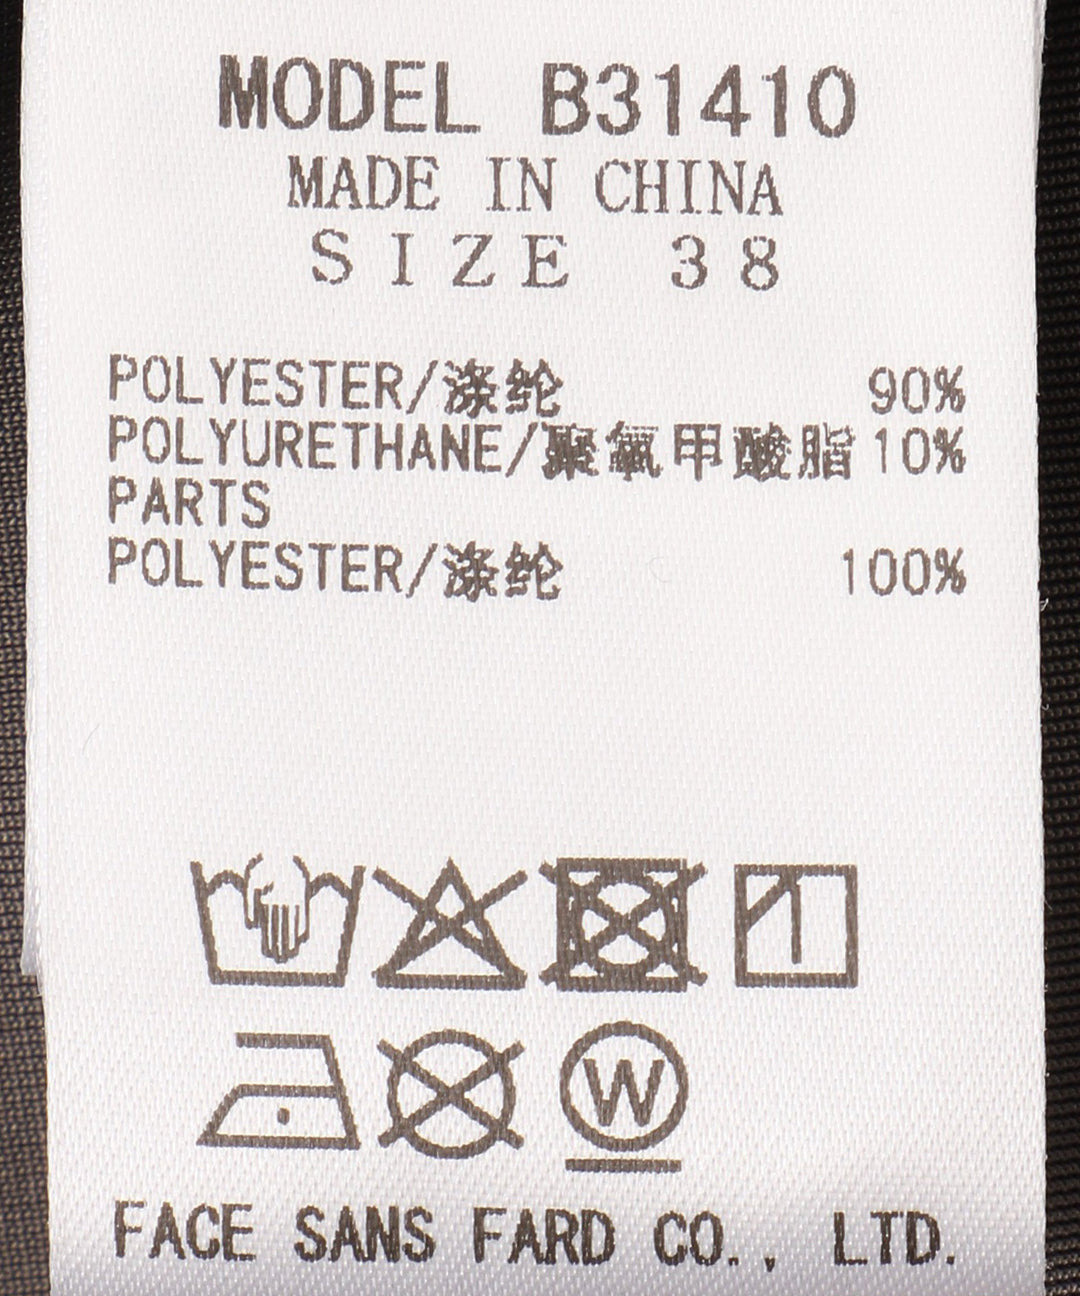 MODEL B31410
MADE IN CHINA
SIZE 38
POLYESTER/涤纶 90%
POLYURETHANE/聚氨甲酸脂 10%
PARTS
POLYESTER/涤纶 100%
W
FACE SANS FARD CO., LTD.